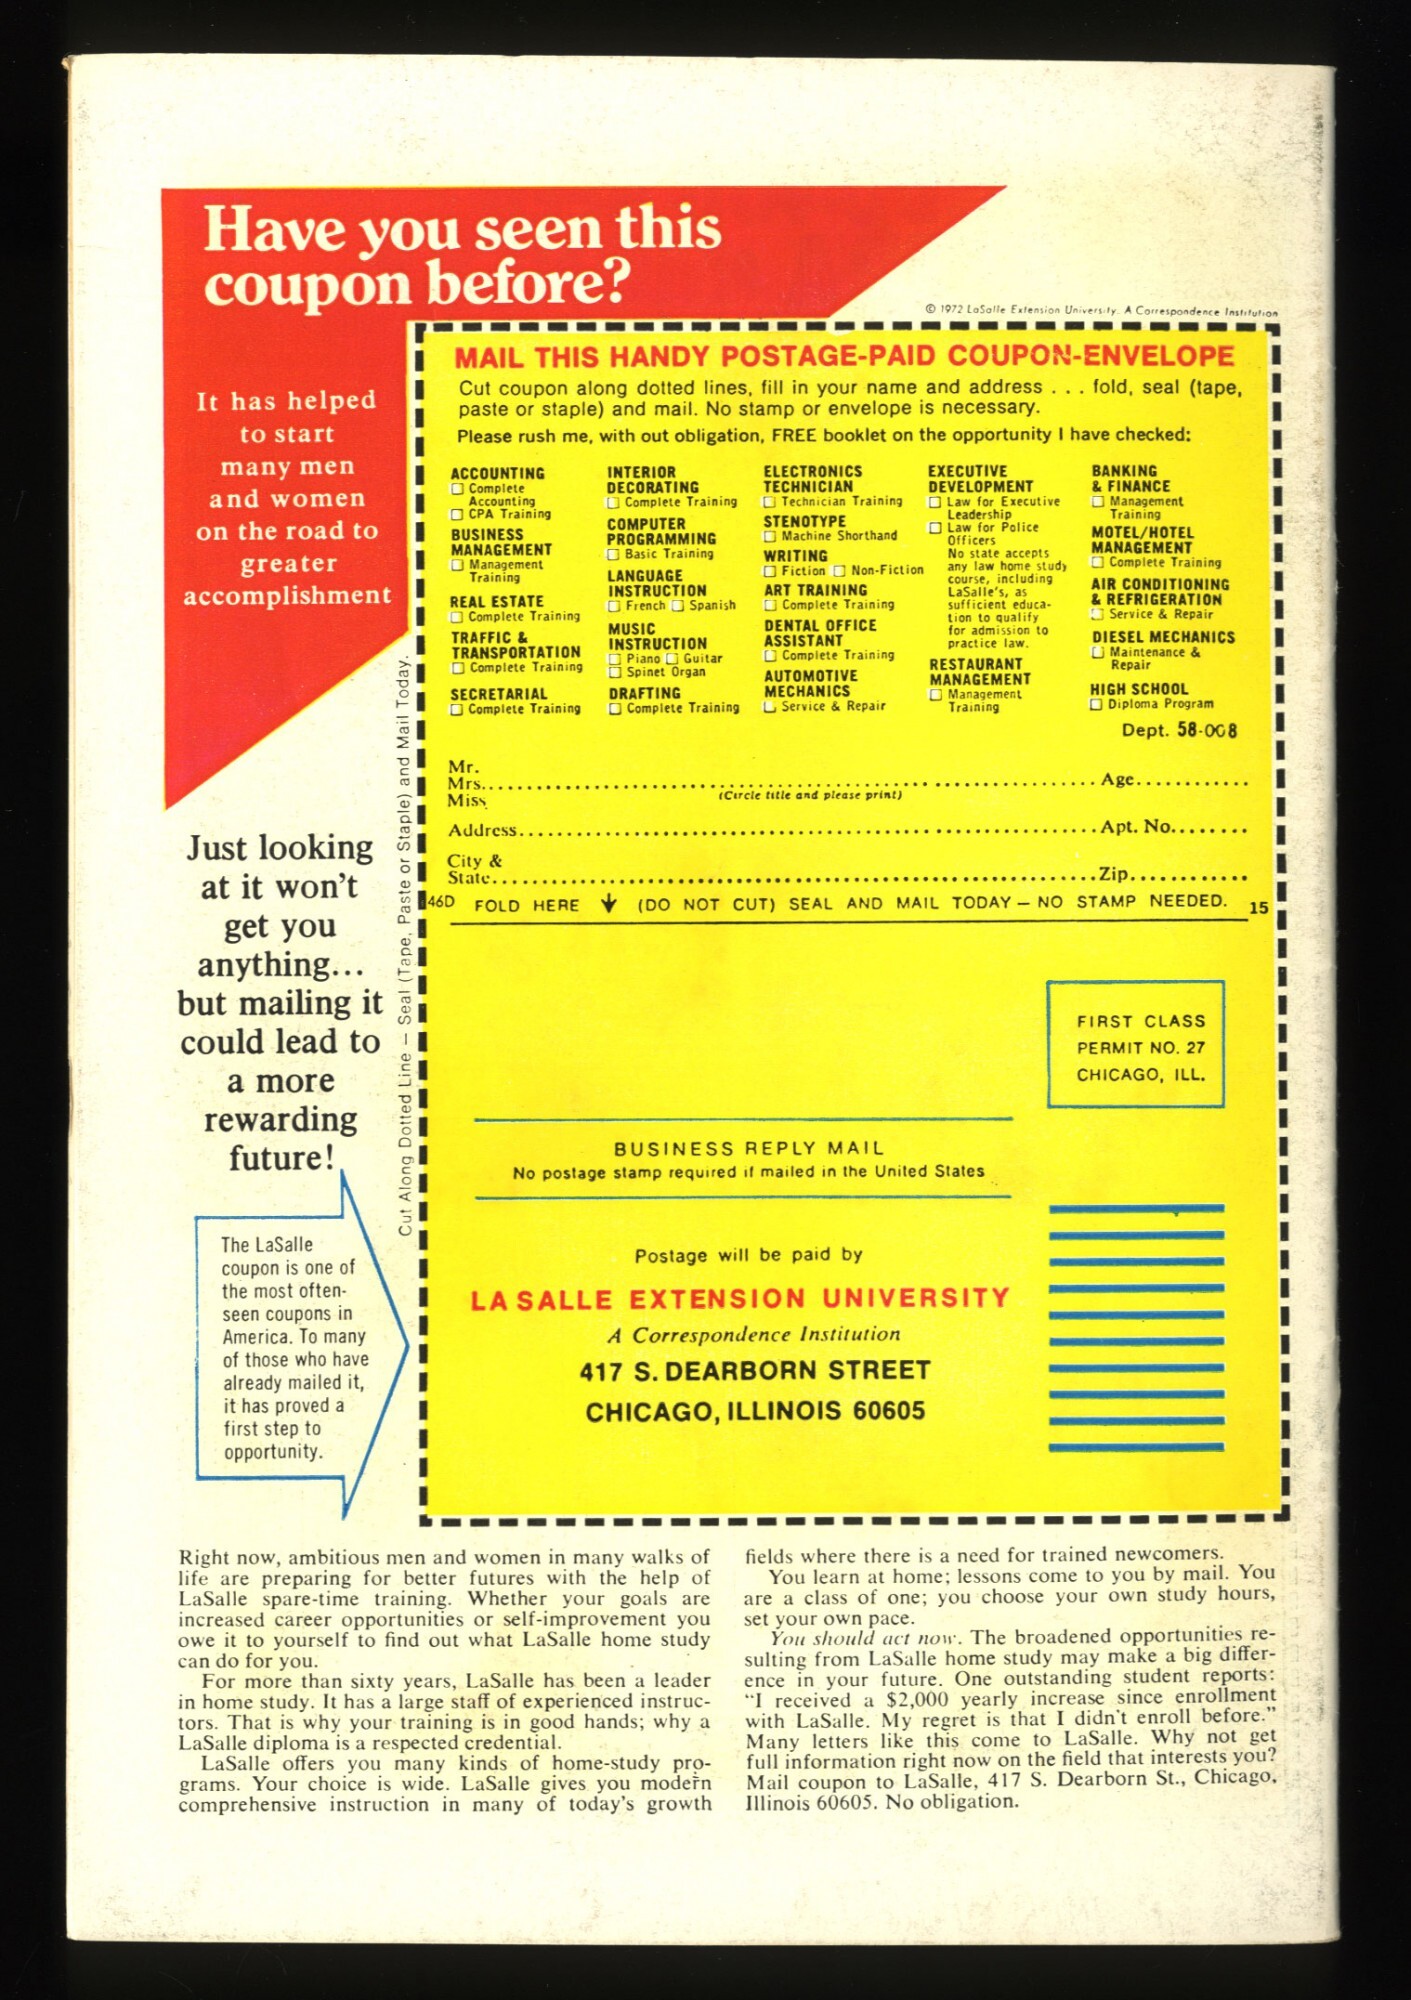 Have you seen this
coupon before?
It has helped
to start
many men
and women
on the road to
greater
accomplishment
Just looking
at it won't
get you
anything...
but mailing it
could lead to
a more
rewarding
future!
The LaSalle
coupon is one of
the most often-
seen coupons in
America. To many
of those who have
already mailed it,
it has proved a
first step to
opportunity.
Cut Along Dotted Line – Seal (Tape, Paste or Staple) and Mail Today.
© 1972 LaSalle Extension University. A Correspondence Institution
MAIL THIS HANDY POSTAGE-PAID COUPON-ENVELOPE
Cut coupon along dotted lines, fill in your name and address . . . fold, seal (tape,
paste or staple) and mail. No stamp or envelope is necessary.
Please rush me, with out obligation, FREE booklet on the opportunity I have checked:
ACCOUNTING
☐ Complete
Accounting
☐ CPA Training
BUSINESS
MANAGEMENT
☐ Management
Training
REAL ESTATE
☐ Complete Training
TRAFFIC &
TRANSPORTATION
☐ Complete Training
SECRETARIAL
☐ Complete Training
INTERIOR
DECORATING
☐ Complete Training
COMPUTER
PROGRAMMING
☐ Basic Training
LANGUAGE
INSTRUCTION
☐ French ☐ Spanish
MUSIC
INSTRUCTION
☐ Piano ☐ Guitar
☐ Spinet Organ
DRAFTING
☐ Complete Training
ELECTRONICS
TECHNICIAN
☐ Technician Training
STENOTYPE
☐ Machine Shorthand
WRITING
☐ Fiction ☐ Non-Fiction
ART TRAINING
☐ Complete Training
DENTAL OFFICE
ASSISTANT
☐ Complete Training
AUTOMOTIVE
MECHANICS
☐ Service & Repair
EXECUTIVE
DEVELOPMENT
☐ Law for Executive
Leadership
☐ Law for Police
Officers
No state accepts
any law home study
course, including
LaSalle's, as
sufficient educa-
tion to qualify
for admission to
practice law.
RESTAURANT
MANAGEMENT
☐ Management
Training
BANKING
& FINANCE
☐ Management
Training
MOTEL/HOTEL
MANAGEMENT
☐ Complete Training
AIR CONDITIONING
& REFRIGERATION
☐ Service & Repair
DIESEL MECHANICS
☐ Maintenance &
Repair
HIGH SCHOOL
☐ Diploma Program
Dept. 58-008
Mr.
Mrs. Age
Miss
(Circle title and please print)
Address Apt. No.
City &
State Zip
46D FOLD HERE ↓ (DO NOT CUT) SEAL AND MAIL TODAY – NO STAMP NEEDED. 15
FIRST CLASS
PERMIT NO. 27
CHICAGO, ILL.
BUSINESS REPLY MAIL
No postage stamp required if mailed in the United States
Postage will be paid by
LA SALLE EXTENSION UNIVERSITY
A Correspondence Institution
417 S. DEARBORN STREET
CHICAGO, ILLINOIS 60605
Right now, ambitious men and women in many walks of
life are preparing for better futures with the help of
LaSalle spare-time training. Whether your goals are
increased career opportunities or self-improvement you
owe it to yourself to find out what LaSalle home study
can do for you.
For more than sixty years, LaSalle has been a leader
in home study. It has a large staff of experienced instruc-
tors. That is why your training is in good hands; why a
LaSalle diploma is a respected credential.
LaSalle offers you many kinds of home-study pro-
grams. Your choice is wide. LaSalle gives you modern
comprehensive instruction in many of today's growth
fields where there is a need for trained newcomers.
You learn at home; lessons come to you by mail. You
are a class of one; you choose your own study hours,
set your own pace.
You should act now. The broadened opportunities re-
sulting from LaSalle home study may make a big differ-
ence in your future. One outstanding student reports:
“I received a $2,000 yearly increase since enrollment
with LaSalle. My regret is that I didn't enroll before.”
Many letters like this come to LaSalle. Why not get
full information right now on the field that interests you?
Mail coupon to LaSalle, 417 S. Dearborn St., Chicago,
Illinois 60605. No obligation.